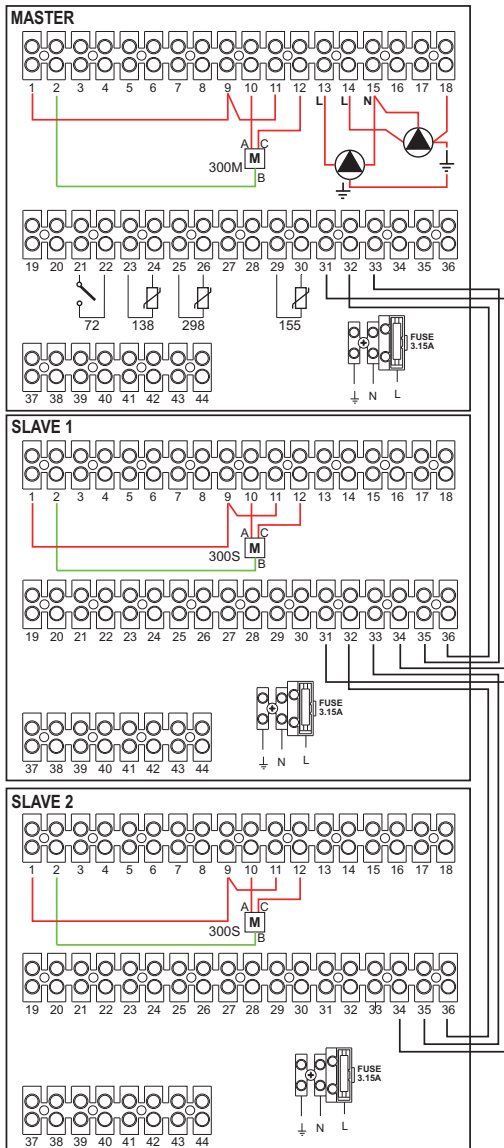 MASTER
1 2 3 4 5 6 7 8 9 10 11 12 13 14 15 16 17 18
L L N
A C
300M M
B
19 20 21 22 23 24 25 26 27 28 29 30 31 32 33 34 35 36
72 138 298 155
FUSE
3.15A
N L
37 38 39 40 41 42 43 44
SLAVE 1
1 2 3 4 5 6 7 8 9 10 11 12 13 14 15 16 17 18
A C
300S M
B
19 20 21 22 23 24 25 26 27 28 29 30 31 32 33 34 35 36
FUSE
3.15A
N L
37 38 39 40 41 42 43 44
SLAVE 2
1 2 3 4 5 6 7 8 9 10 11 12 13 14 15 16 17 18
A C
300S M
B
19 20 21 22 23 24 25 26 27 28 29 30 31 32 33 34 35 36
FUSE
3.15A
N L
37 38 39 40 41 42 43 44